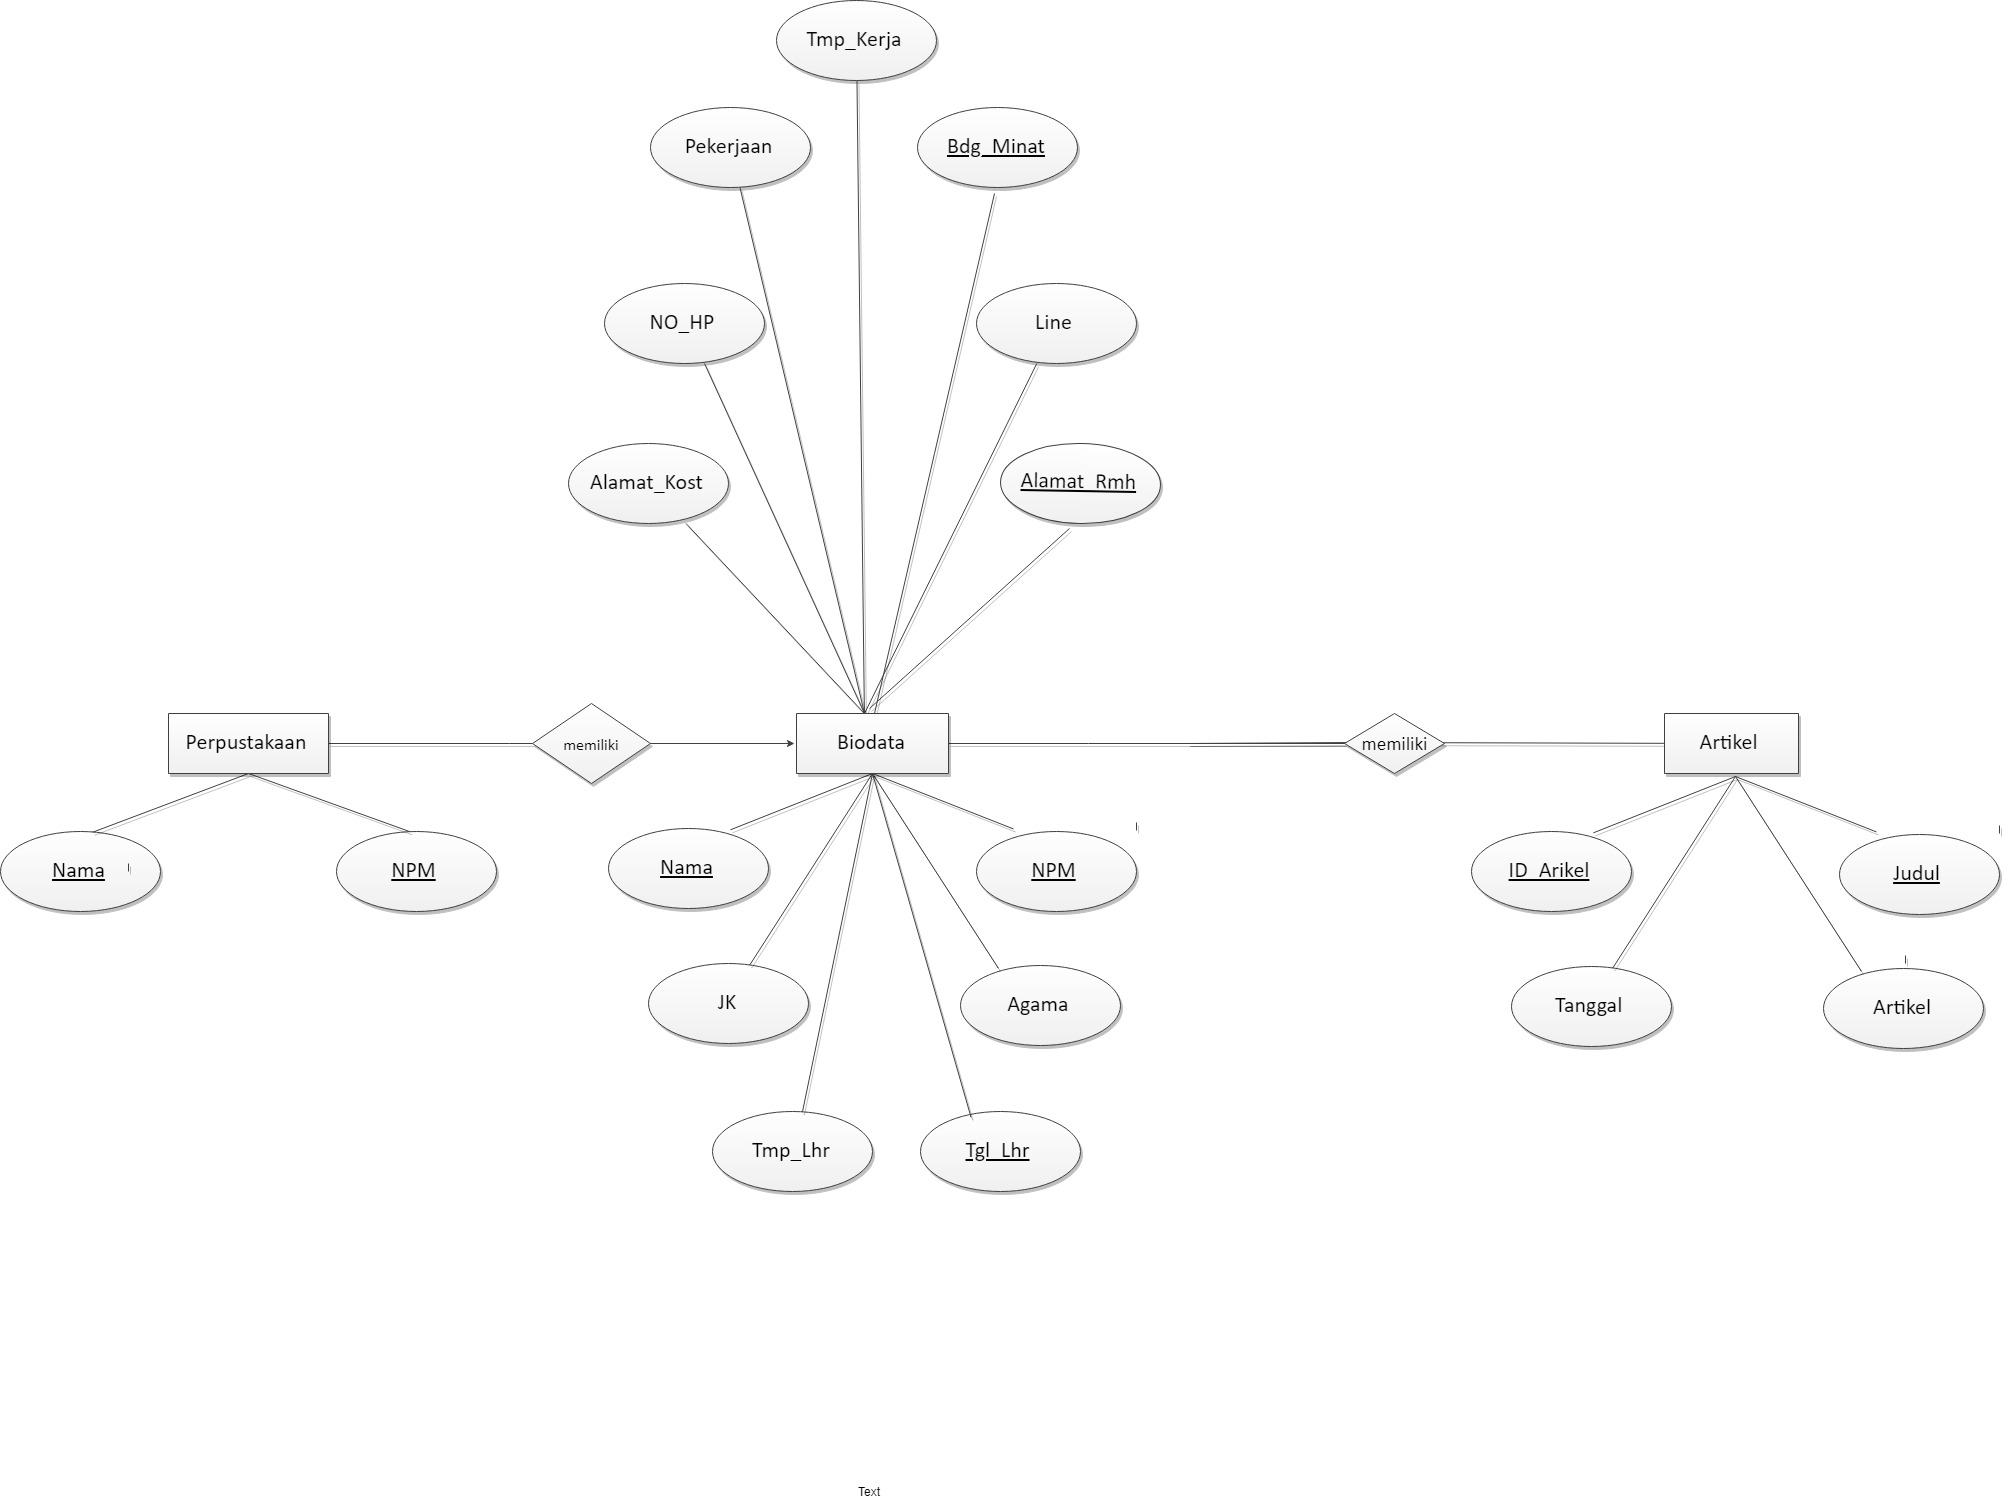 Tmp_Kerja
Pekerjaan
Bdg_Minat
NO_HP
Line
Alamat_Kost
Alamat_Rmh
Perpustakaan
memiliki
Biodata
memiliki
Artikel
Nama
NPM
Nama
NPM
ID_Arikel
Judul
JK
Agama
Tanggal
Artikel
Tmp_Lhr
Tgl_Lhr
Text